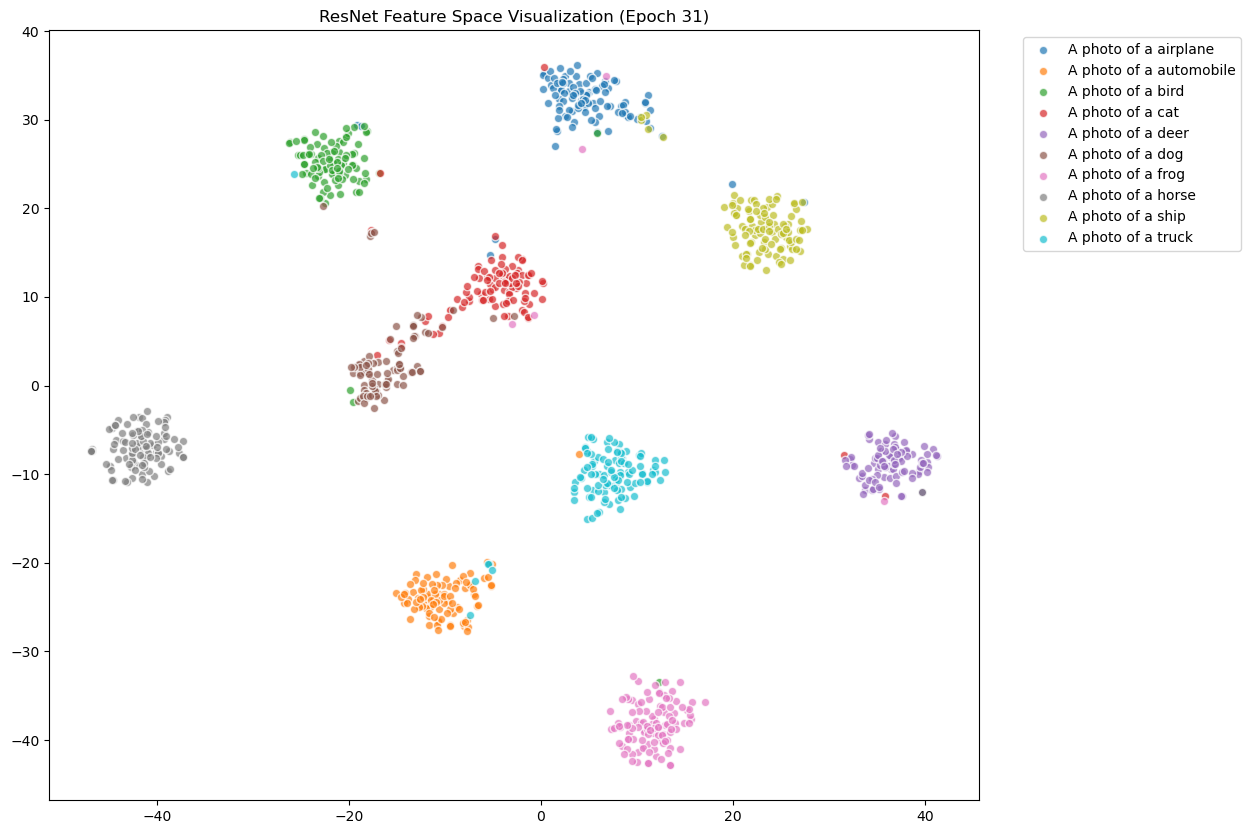 ResNet Feature Space Visualization (Epoch 31)
40
30
20
10
0
−10
−20
−30
−40
−40
−20
0
20
40
A photo of a airplane
A photo of a automobile
A photo of a bird
A photo of a cat
A photo of a deer
A photo of a dog
A photo of a frog
A photo of a horse
A photo of a ship
A photo of a truck